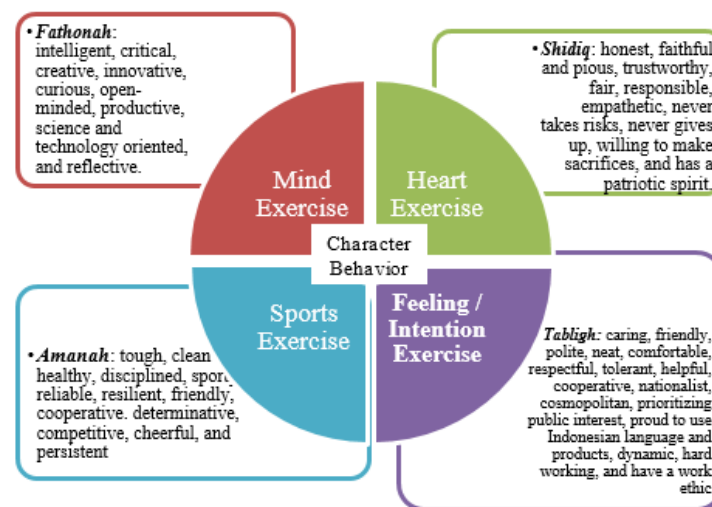 • Fathonah:
intelligent, critical,
creative, innovative,
curious, open-
minded, productive,
science and
technology oriented,
and reflective.
• Shidiq: honest, faithful
and pious, trustworthy,
fair, responsible,
empathetic, never
takes risks, never gives
up, willing to make
sacrifices, and has a
patriotic spirit.
Mind
Exercise
Heart
Exercise
Character
Behavior
Sports
Exercise
Feeling /
Intention
Exercise
• Amanah: tough, clean
healthy, disciplined,
reliable, resilient, friendly,
cooperative. determinative,
competitive, cheerful, and
persistent
Tabligh: caring, friendly,
polite, neat, comfortable,
respectful, tolerant, helpful,
cooperative, nationalist,
cosmopolitan, prioritizing
public interest, proud to use
Indonesian language and
products, dynamic, hard
working, and have a work
ethic